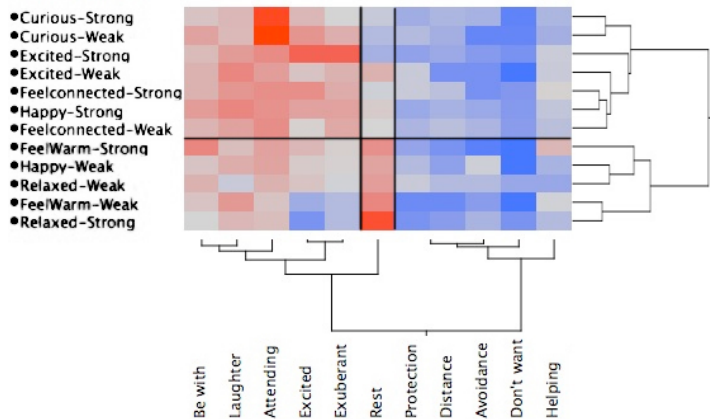 ●Curious-Strong
●Curious-Weak
●Excited-Strong
●Excited-Weak
●Feelconnected-Strong
●Happy-Strong
●Feelconnected-Weak
●FeelWarm-Strong
●Happy-Weak
●Relaxed-Weak
●FeelWarm-Weak
●Relaxed-Strong
Be with
Laughter
Attending
Excited
Exuberant
Rest
Protection
Distance
Avoidance
Don't want
Helping